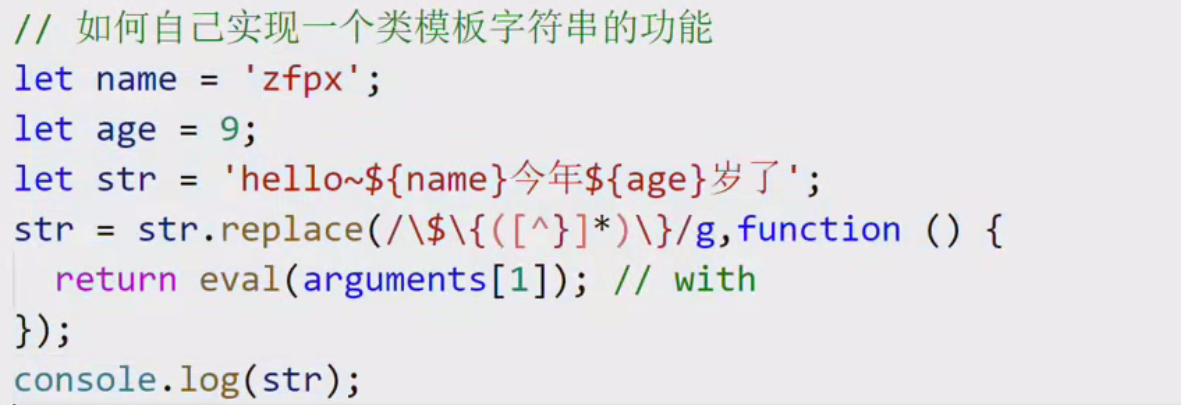 // 如何自己实现一个类模板字符串的功能
let name = 'zfpx';
let age = 9;
let str = 'hello~${name}今年${age}岁了';
str = str.replace(/\$\{([^}]*)\}/g,function () {
  return eval(arguments[1]); // with
});
console.log(str);